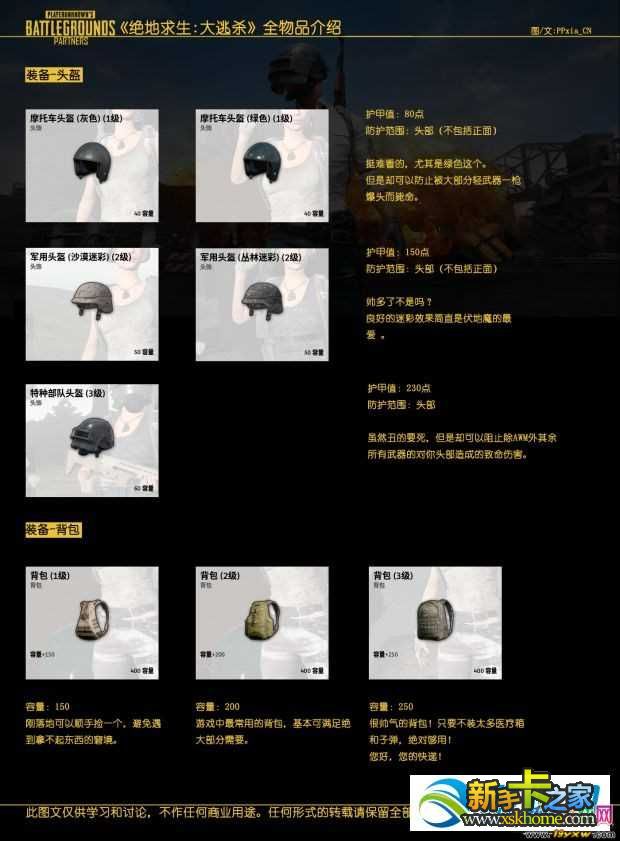 PLAYERUNKNOWN'S
BATTLEGROUNDS
PARTNERS
《绝地求生:大逃杀》全物品介绍
图/文:PPxia_CN
装备-头盔
摩托车头盔 (灰色) (1级)
头饰
40 容量
摩托车头盔 (绿色) (1级)
头饰
40 容量
护甲值: 80点
防护范围: 头部 (不包括正面)
挺难看的, 尤其是绿色这个。
但是却可以防止被大部分轻武器一枪
爆头而毙命。
军用头盔 (沙漠迷彩) (2级)
头饰
50 容量
军用头盔 (丛林迷彩) (2级)
头饰
50 容量
护甲值: 150点
防护范围: 头部 (不包括正面)
帅多了不是吗?
良好的迷彩效果简直是伏地魔的最
爱 。
特种部队头盔 (3级)
头饰
60 容量
护甲值: 230点
防护范围: 头部
虽然丑的要死, 但是却可以阻止除AWM外其余
所有武器的对你头部造成的致命伤害。
装备-背包
背包 (1级)
背包
容量+150
400 容量
背包 (2级)
背包
容量+200
400 容量
背包 (3级)
背包
容量+250
400 容量
容量: 150
刚落地可以顺手捡一个, 避免遇
到拿不起东西的窘境。
容量: 200
游戏中最常用的背包, 基本可满足绝
大部分需要。
容量: 250
很帅气的背包! 只要不装太多医疗箱
和子弹, 绝对够用!
您好, 您的快递!
此图文仅供学习和讨论, 不作任何商业用途。任何形式的转载请保留全部
新手卡之家
www.xskhome.com
网